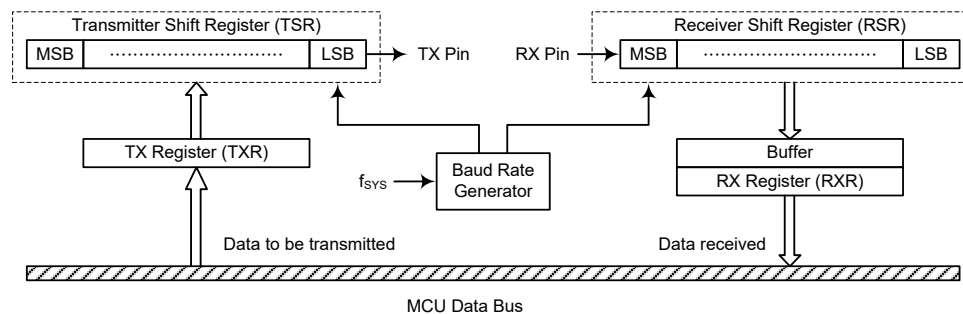 Transmitter Shift Register (TSR)
Receiver Shift Register (RSR)
MSB
LSB
TX Pin
RX Pin
MSB
LSB
TX Register (TXR)
Baud Rate
Generator
fSYS
Buffer
RX Register (RXR)
Data to be transmitted
Data received
MCU Data Bus